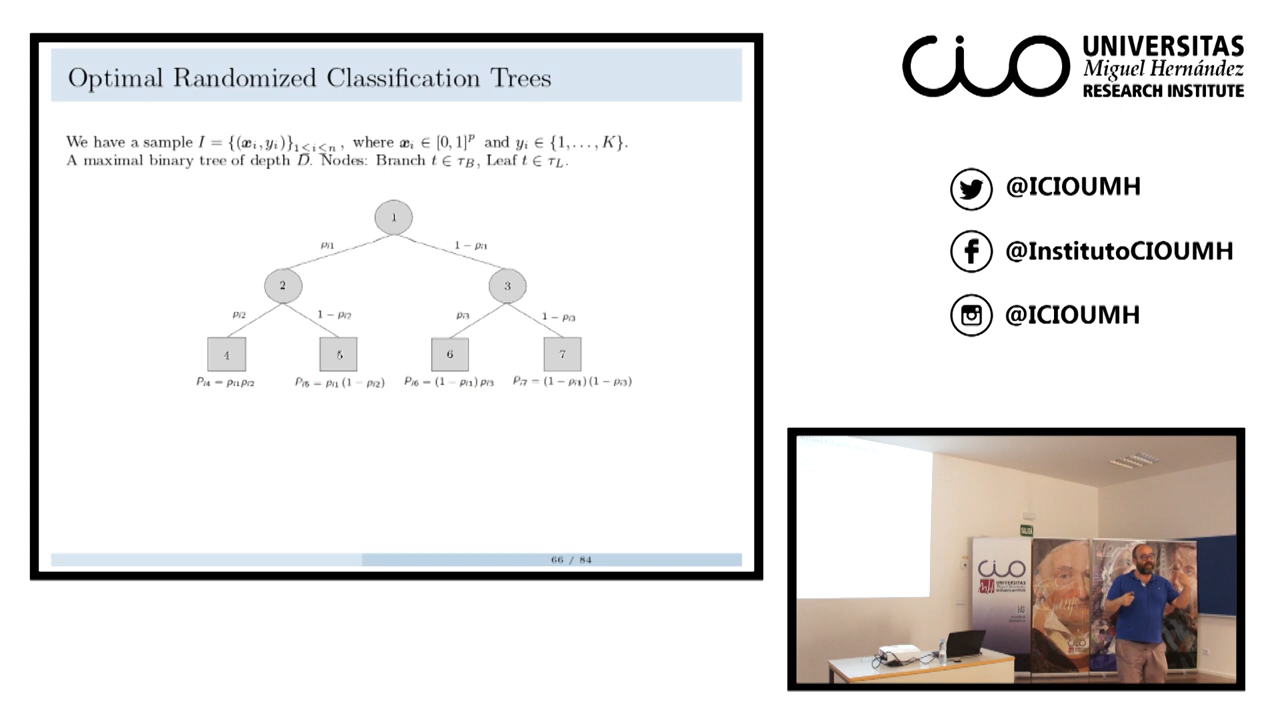 Optimal Randomized Classification Trees
We have a sample I = {(xᵢ, yᵢ)}₁≤ᵢ≤ₙ, where xᵢ ∈ [0, 1]ᵖ and yᵢ ∈ {1, . . . , K}.
A maximal binary tree of depth D. Nodes: Branch t ∈ τ_B, Leaf t ∈ τ_L.
1
p_{i1} 1 − p_{i1}
2 3
p_{i2} 1 − p_{i2} p_{i3} 1 − p_{i3}
4 5 6 7
P_{i4} = p_{i1}p_{i2} P_{i5} = p_{i1}(1 − p_{i2}) P_{i6} = (1 − p_{i1})p_{i3} P_{i7} = (1 − p_{i1})(1 − p_{i3})
66 / 84
cio
UNIVERSITAS
Miguel Hernández
RESEARCH INSTITUTE
@ICIOUMH
@InstitutoCIOUMH
@ICIOUMH
SALIDA
cio
UNIVERSITAS